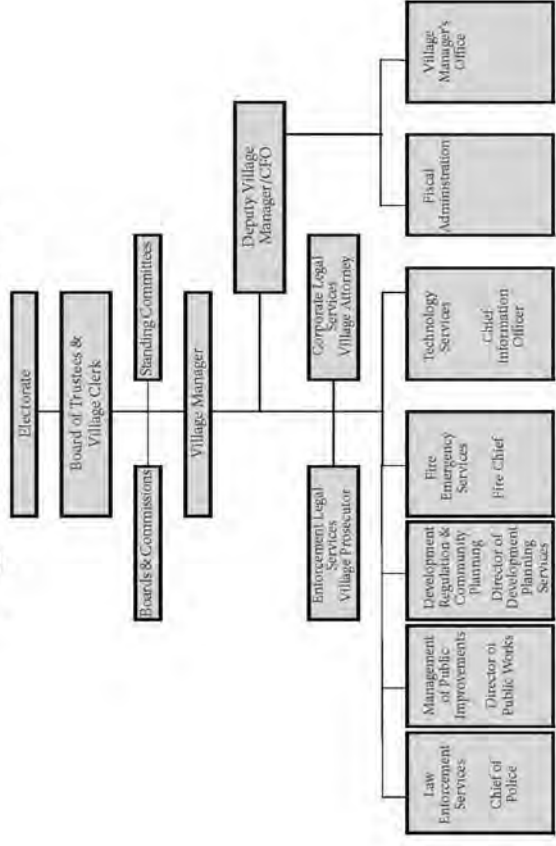 Electorate
Board of Trustees &
Village Clerk
Boards & Commissions
Standing Committees
Village Manager
Deputy Village
Manager/CFO
Enforcement Legal
Services
Village Prosecutor
Corporate Legal
Services
Village Attorney
Law
Enforcement
Services
Chief of
Police
Management
of Public
Improvements
Director of
Public Works
Development
Regulation &
Community
Planning
Director of
Development
Planning
Services
Fire
Emergency
Services
Fire Chief
Technology
Services
Chief
Information
Officer
Fiscal
Administration
Village
Manager's
Office